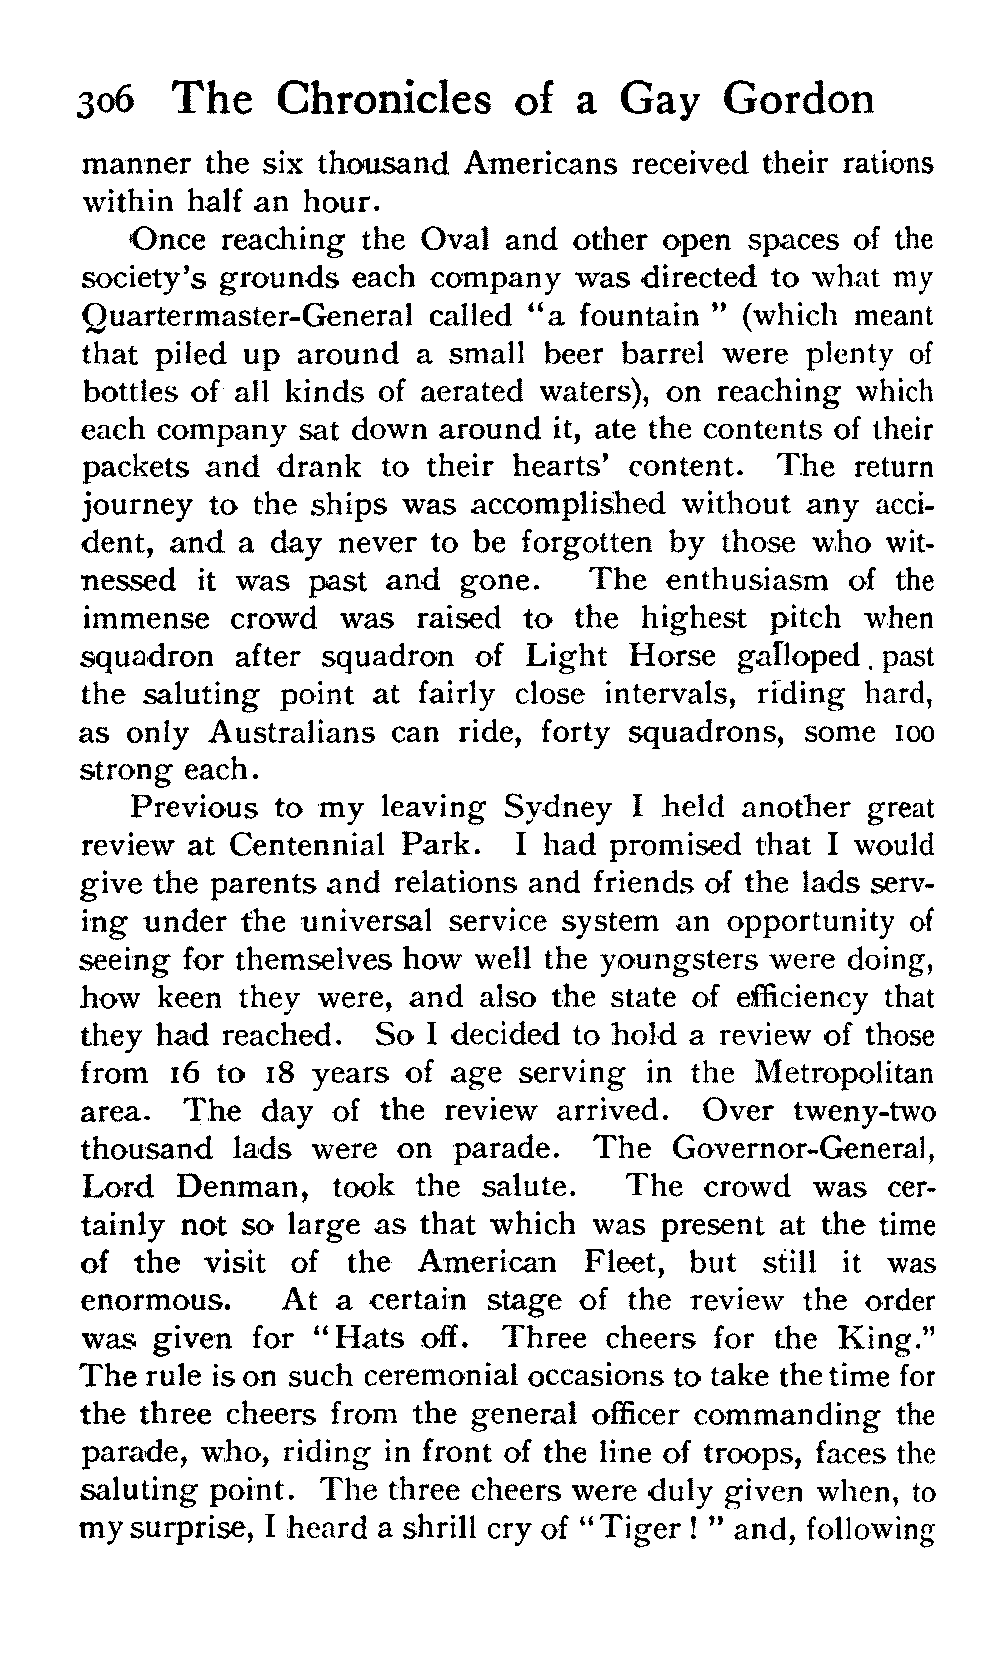 306 The Chronicles of a Gay Gordon
manner the six thousand Americans received their rations
within half an hour.
Once reaching the Oval and other open spaces of the
society's grounds each company was directed to what my
Quartermaster-General called "a fountain" (which meant
that piled up around a small beer barrel were plenty of
bottles of all kinds of aerated waters), on reaching which
each company sat down around it, ate the contents of their
packets and drank to their hearts' content. The return
journey to the ships was accomplished without any acci-
dent, and a day never to be forgotten by those who wit-
nessed it was past and gone. The enthusiasm of the
immense crowd was raised to the highest pitch when
squadron after squadron of Light Horse galloped . past
the saluting point at fairly close intervals, riding hard,
as only Australians can ride, forty squadrons, some 100
strong each.
Previous to my leaving Sydney I held another great
review at Centennial Park. I had promised that I would
give the parents and relations and friends of the lads serv-
ing under the universal service system an opportunity of
seeing for themselves how well the youngsters were doing,
how keen they were, and also the state of efficiency that
they had reached. So I decided to hold a review of those
from 16 to 18 years of age serving in the Metropolitan
area. The day of the review arrived. Over tweny-two
thousand lads were on parade. The Governor-General,
Lord Denman, took the salute. The crowd was cer-
tainly not so large as that which was present at the time
of the visit of the American Fleet, but still it was
enormous. At a certain stage of the review the order
was given for "Hats off. Three cheers for the King."
The rule is on such ceremonial occasions to take the time for
the three cheers from the general officer commanding the
parade, who, riding in front of the line of troops, faces the
saluting point. The three cheers were duly given when, to
my surprise, I heard a shrill cry of "Tiger!" and, following